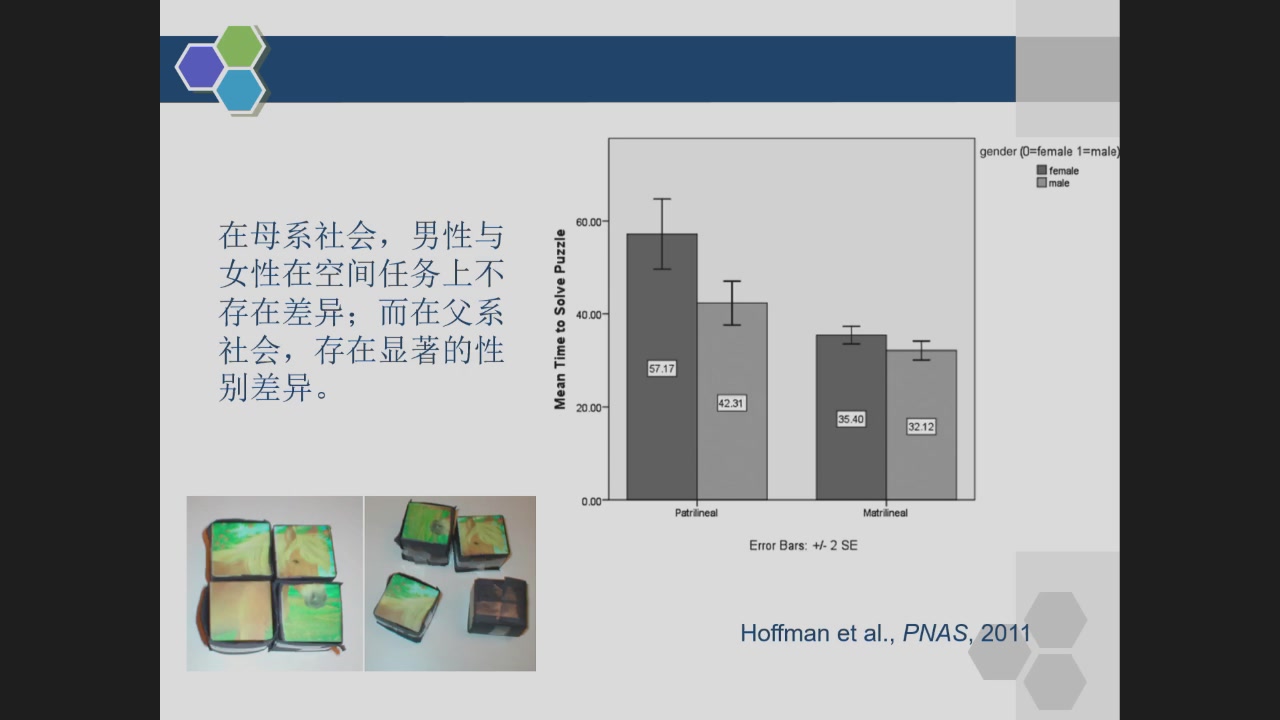 在母系社会，男性与
女性在空间任务上不
存在差异；而在父系
社会，存在显著的性
别差异。
gender (0=female 1=male)
female
male
Mean Time to Solve Puzzle
60.00
40.00
20.00
0.00
57.17
42.31
35.40
32.12
Patrilineal
Matrilineal
Error Bars: +/- 2 SE
Hoffman et al., PNAS, 2011